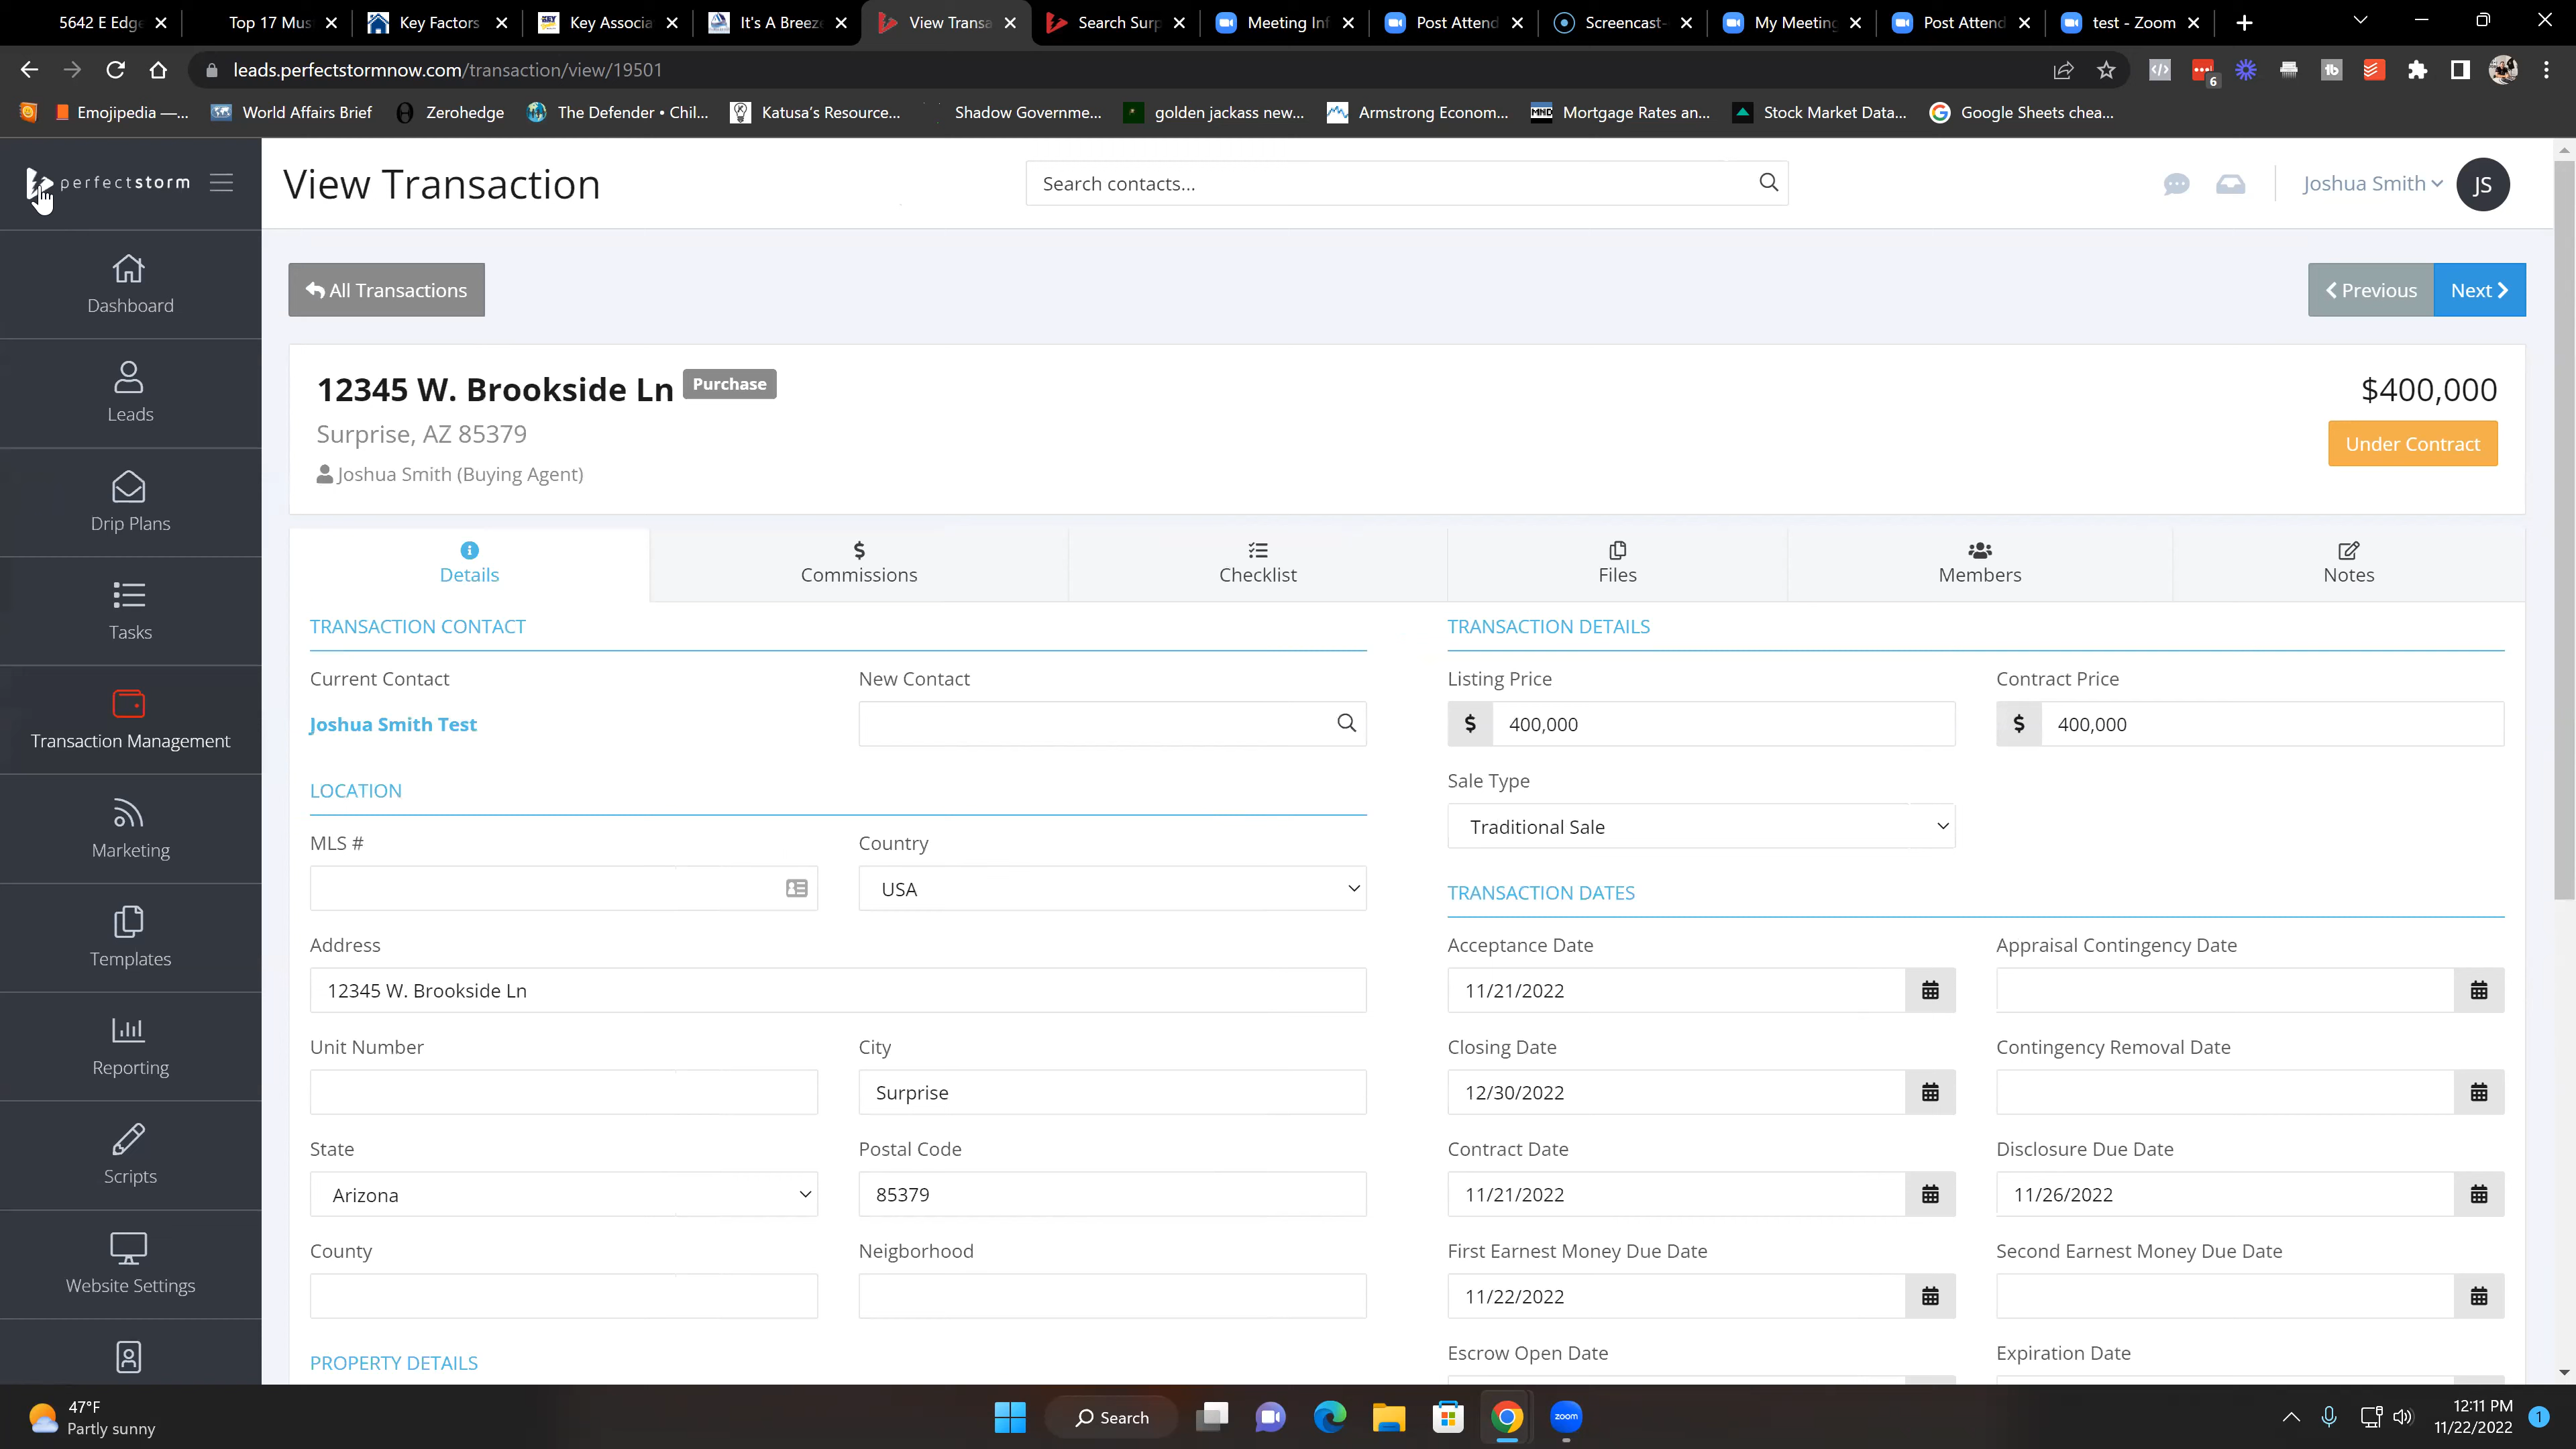 5642 E Edge
Top 17 Mus
Key Factors
Key Associa
It's A Breeze
View Transa
Search Surp
Meeting Inf
Post Attend
Screencast-
My Meeting
Post Attend
test - Zoom
leads.perfectstormnow.com/transaction/view/19501
6
Emojipedia —...
World Affairs Brief
Zerohedge
The Defender • Chil...
Katusa's Resource...
Shadow Governme...
golden jackass new...
Armstrong Econom...
MND
Mortgage Rates an...
Stock Market Data...
Google Sheets chea...
perfectstorm
View Transaction
Search contacts...
Joshua Smith
JS
Dashboard
Leads
Drip Plans
Tasks
Transaction Management
Marketing
Templates
Reporting
Scripts
Website Settings
All Transactions
Previous
Next
12345 W. Brookside Ln
Purchase
Surprise, AZ 85379
Joshua Smith (Buying Agent)
$400,000
Under Contract
Details
Commissions
Checklist
Files
Members
Notes
TRANSACTION CONTACT
Current Contact
New Contact
Joshua Smith Test
LOCATION
MLS #
Country
USA
Address
12345 W. Brookside Ln
Unit Number
City
Surprise
State
Postal Code
Arizona
85379
County
Neigborhood
PROPERTY DETAILS
TRANSACTION DETAILS
Listing Price
Contract Price
$ 400,000
$ 400,000
Sale Type
Traditional Sale
TRANSACTION DATES
Acceptance Date
Appraisal Contingency Date
11/21/2022
Closing Date
Contingency Removal Date
12/30/2022
Contract Date
Disclosure Due Date
11/21/2022
11/26/2022
First Earnest Money Due Date
Second Earnest Money Due Date
11/22/2022
Escrow Open Date
Expiration Date
47°F
Partly sunny
Search
zoom
12:11 PM
11/22/2022
1